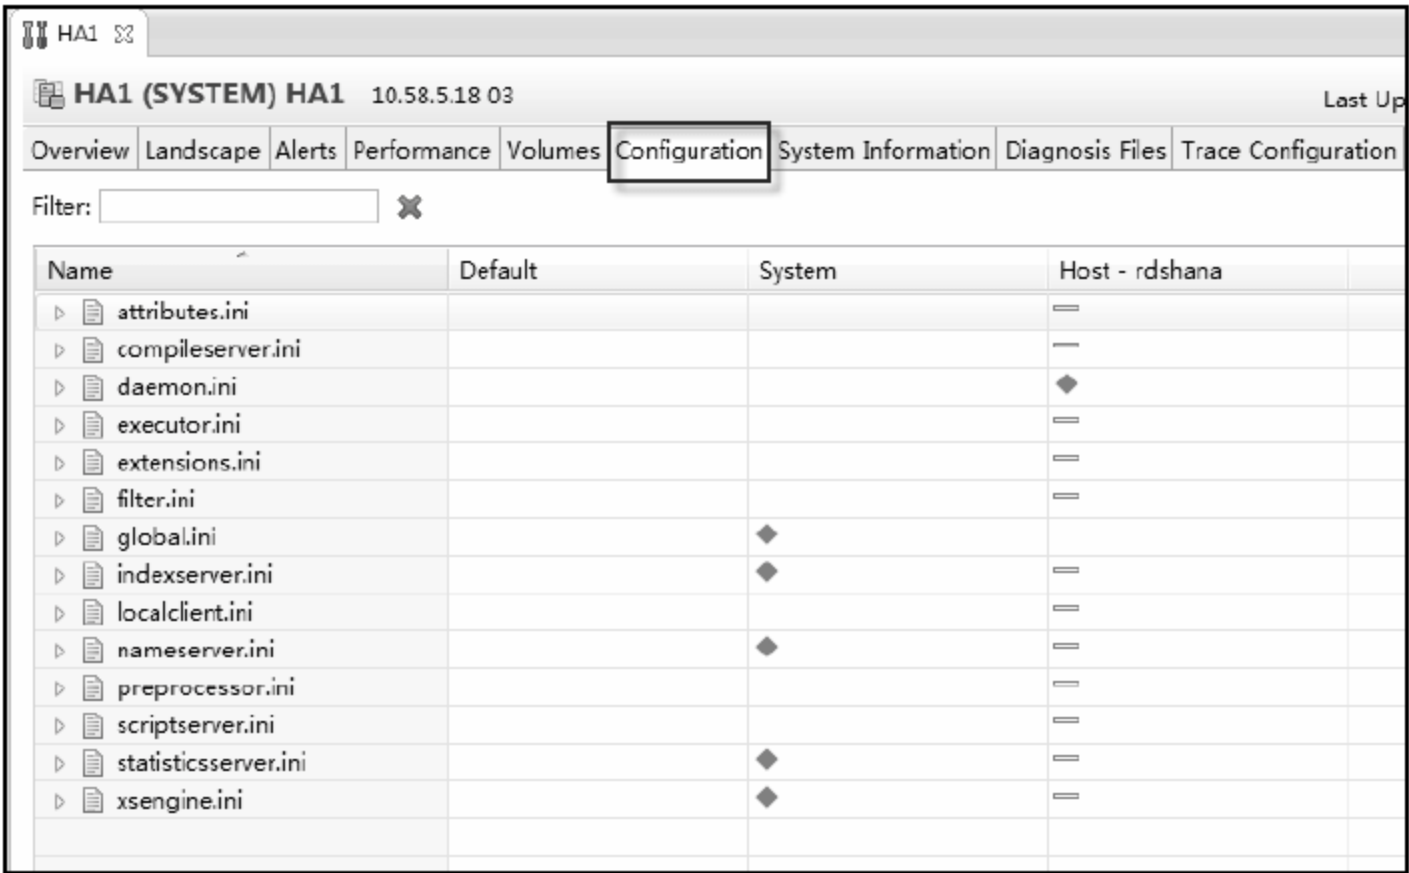 HA1
HA1 (SYSTEM) HA1 10.58.5.18 03
Last Up
Overview Landscape Alerts Performance Volumes Configuration System Information Diagnosis Files Trace Configuration
Filter:
Name Default System Host - rdshana
attributes.ini
compileserver.ini
daemon.ini
executor.ini
extensions.ini
filter.ini
global.ini
indexserver.ini
localclient.ini
nameserver.ini
preprocessor.ini
scriptserver.ini
statisticsserver.ini
xsengine.ini